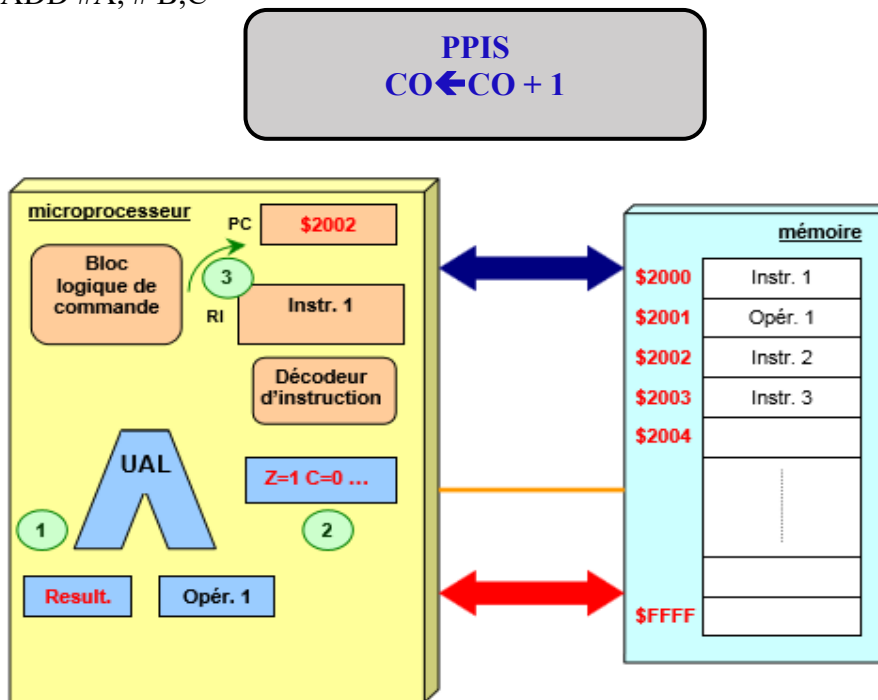 ADD #A, # B,C
PPIS
CO🡸CO + 1
microprocesseur
PC
$2002
Bloc
logique de
commande
3
RI
Instr. 1
Décodeur
d'instruction
UAL
Z=1 C=0 ...
1
2
Result.
Opér. 1
mémoire
$2000
Instr. 1
$2001
Opér. 1
$2002
Instr. 2
$2003
Instr. 3
$2004
$FFFF